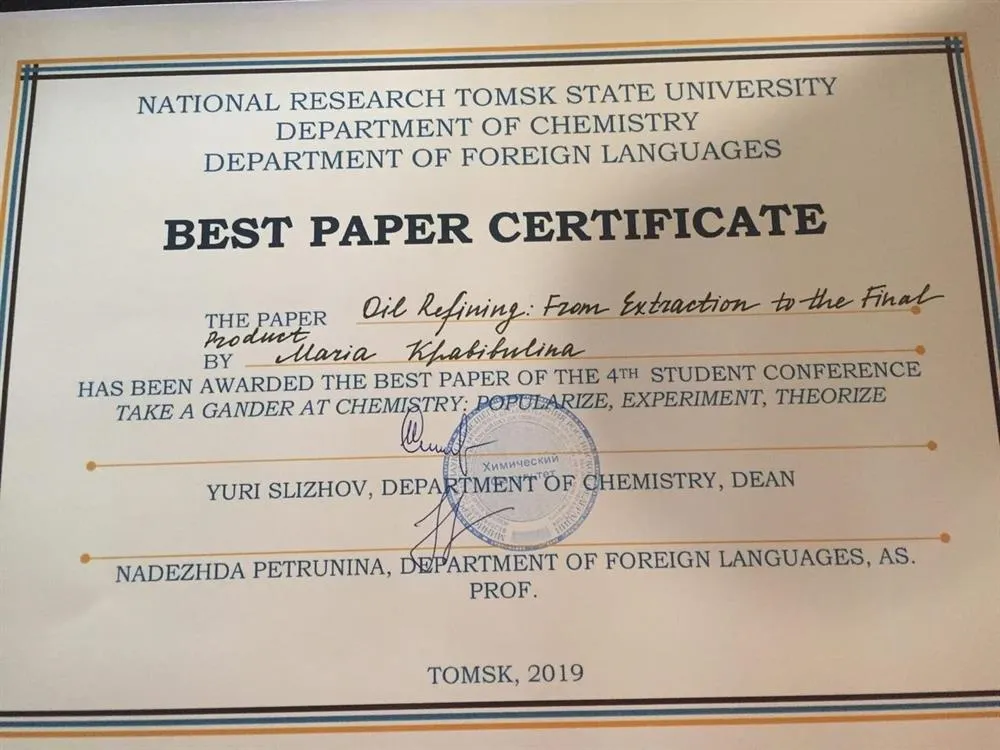 NATIONAL RESEARCH TOMSK STATE UNIVERSITY
DEPARTMENT OF CHEMISTRY
DEPARTMENT OF FOREIGN LANGUAGES
BEST PAPER CERTIFICATE
THE PAPER Oil Refining: From Extraction to the Final
Product
BY Maria Khabibulina
HAS BEEN AWARDED THE BEST PAPER OF THE 4TH STUDENT CONFERENCE
TAKE A GANDER AT CHEMISTRY: POPULARIZE, EXPERIMENT, THEORIZE
Химический
YURI SLIZHOV, DEPARTMENT OF CHEMISTRY, DEAN
NADEZHDA PETRUNINA, DEPARTMENT OF FOREIGN LANGUAGES, AS.
PROF.
TOMSK, 2019